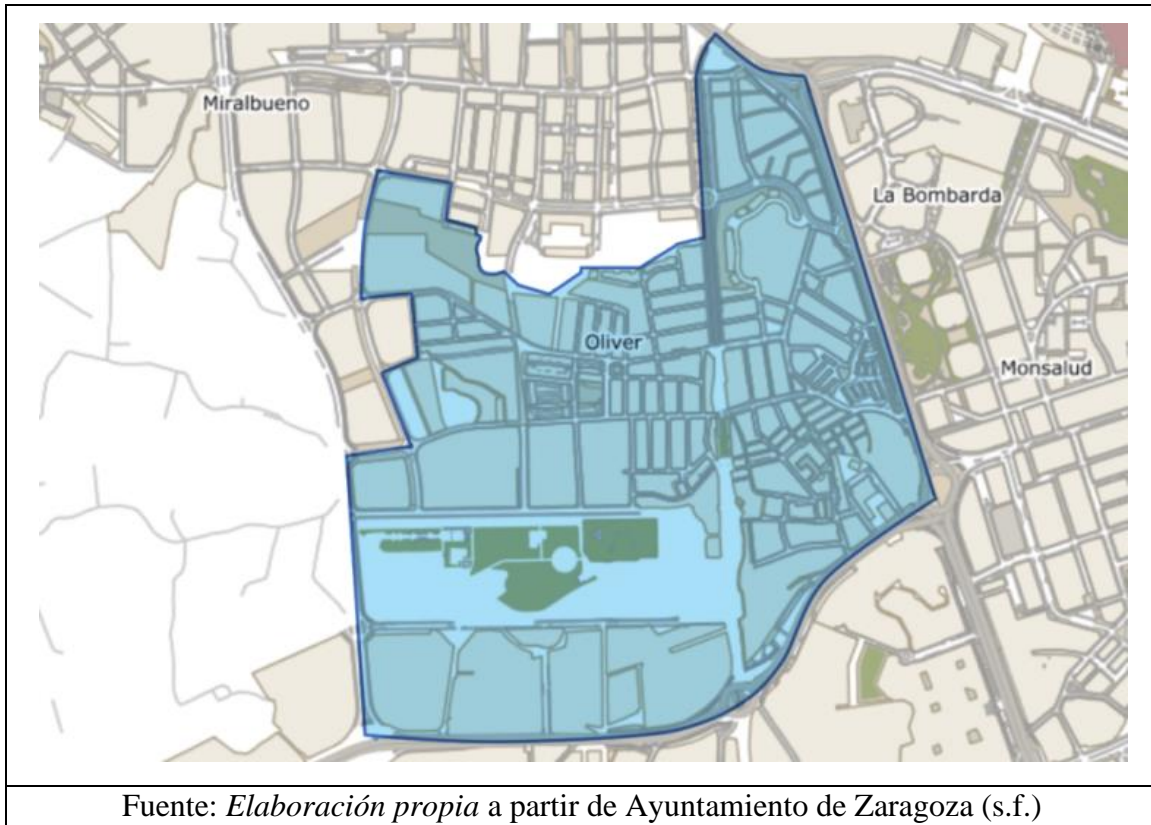 Miralbueno
La Bombarda
Oliver
Monsalud
Fuente: Elaboración propia a partir de Ayuntamiento de Zaragoza (s.f.)